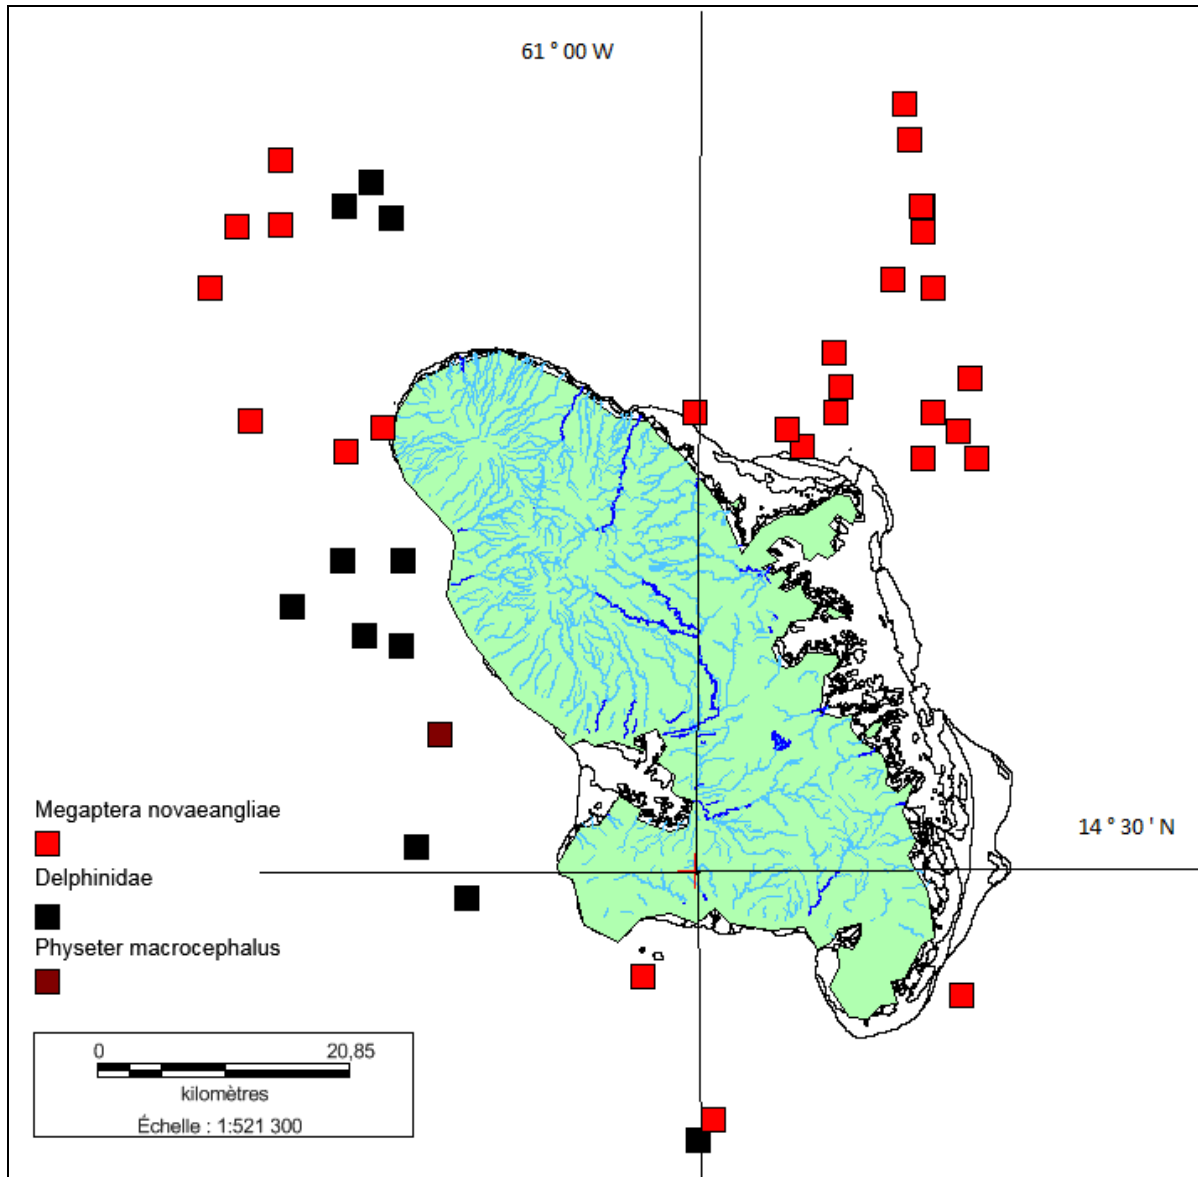 61 ° 00 W
Megaptera novaeangliae
14 ° 30 ' N
Delphinidae
Physeter macrocephalus
0 20,85
kilomètres
Échelle : 1:521 300